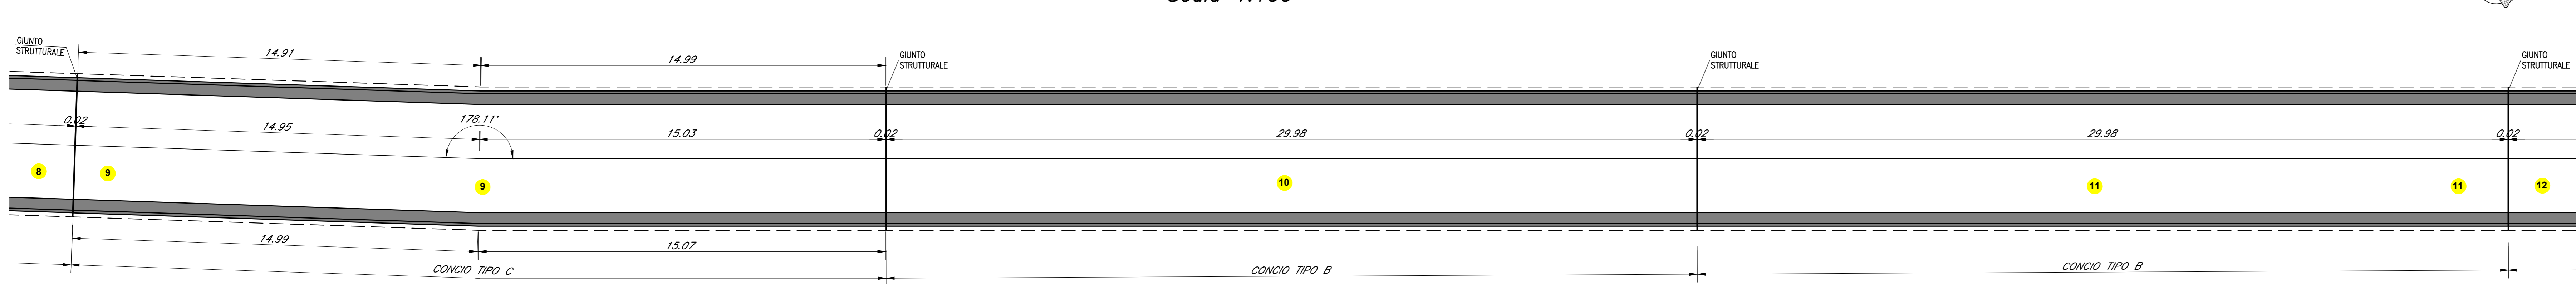 GIUNTO
STRUTTURALE
14.91
14.99
GIUNTO
STRUTTURALE
GIUNTO
STRUTTURALE
GIUNTO
STRUTTURALE
0.02
14.95
178.11°
15.03
0.02
29.98
0.02
29.98
0.02
8
9
9
10
11
11
12
14.99
15.07
CONCIO TIPO C
CONCIO TIPO B
CONCIO TIPO B